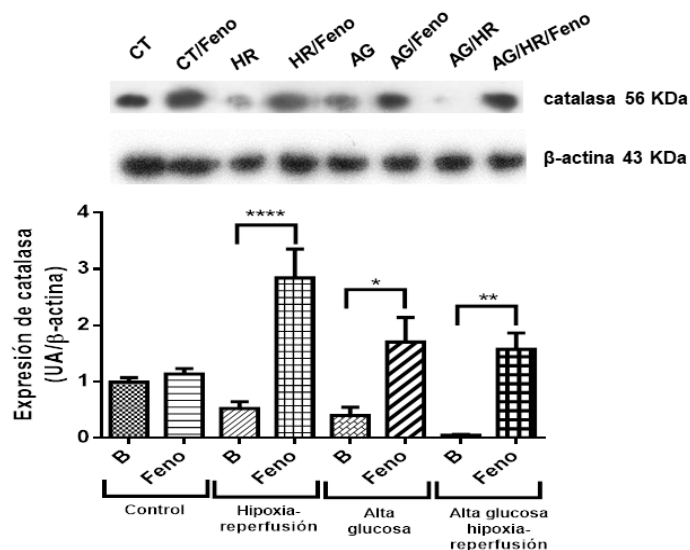 CT CT/Feno HR HR/Feno AG AG/Feno AG/HR AG/HR/Feno
catalasa 56 KDa
β-actina 43 KDa
Expresión de catalasa
(UA/β-actina)
4
3
2
1
0
**** * **
B Feno B Feno B Feno B Feno
Control
Hipoxia-
reperfusión
Alta
glucosa
Alta glucosa
hipoxia-
reperfusión